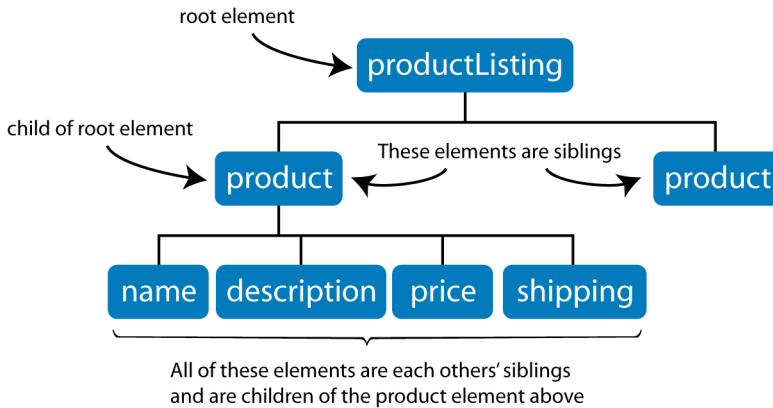 root element
productListing
child of root element
These elements are siblings
product
product
name
description
price
shipping
All of these elements are each others' siblings
and are children of the product element above